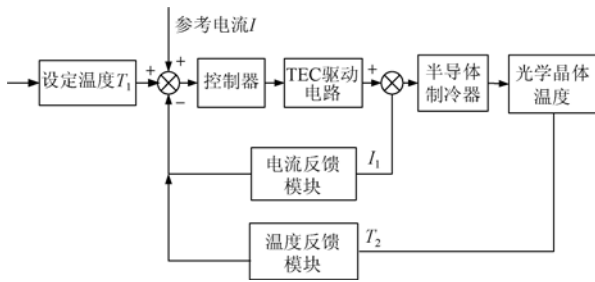 参考电流I
设定温度T₁
+
+
+
−
控制器
TEC驱动
电路
+
半导体
制冷器
光学晶体
温度
电流反馈
模块
I₁
温度反馈
模块
T₂